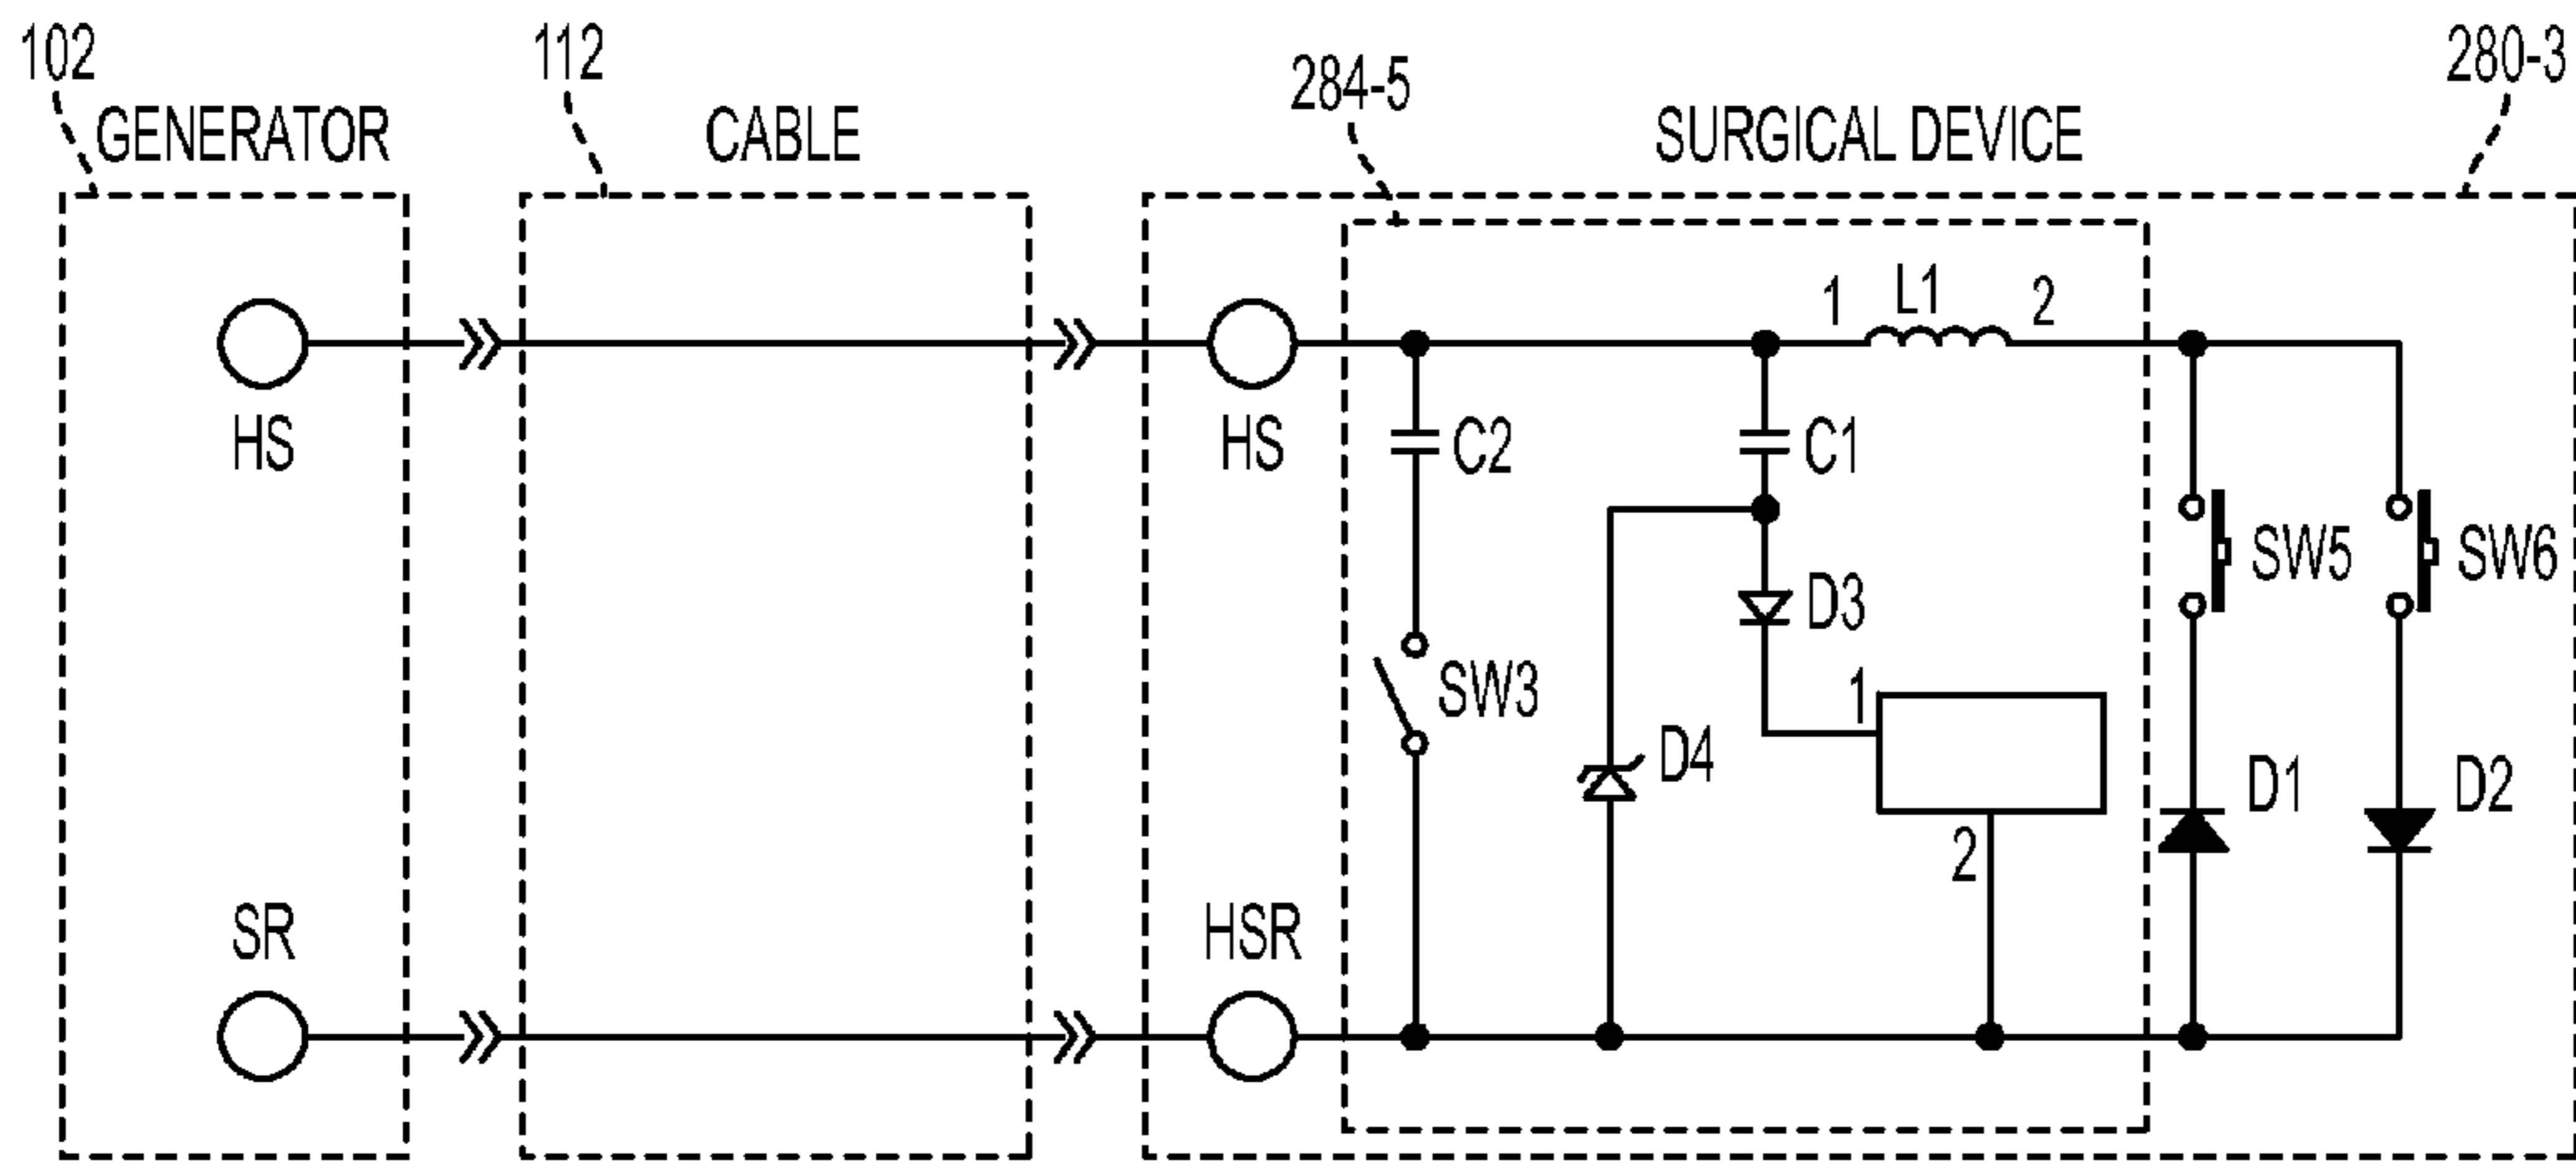 102
112
284-5
280-3
GENERATOR
CABLE
SURGICAL DEVICE
1 L1 2
HS
HS
C2
C1
SW5
SW6
D3
SW3
1
D4
D1
D2
2
SR
HSR